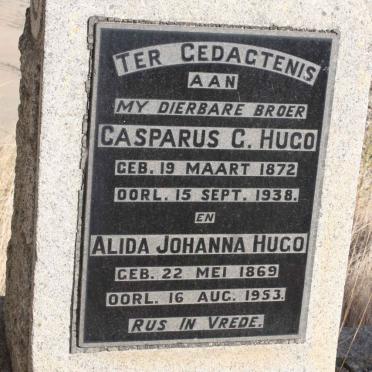 TER GEDACTENIS
AAN
MY DIERBARE BROER
CASPARUS C. HUGO
GEB. 19 MAART 1872
OORL. 15 SEPT. 1938.
EN
ALIDA JOHANNA HUGO
GEB. 22 MEI 1869
OORL. 16 AUG. 1953.
RUS IN VREDE.